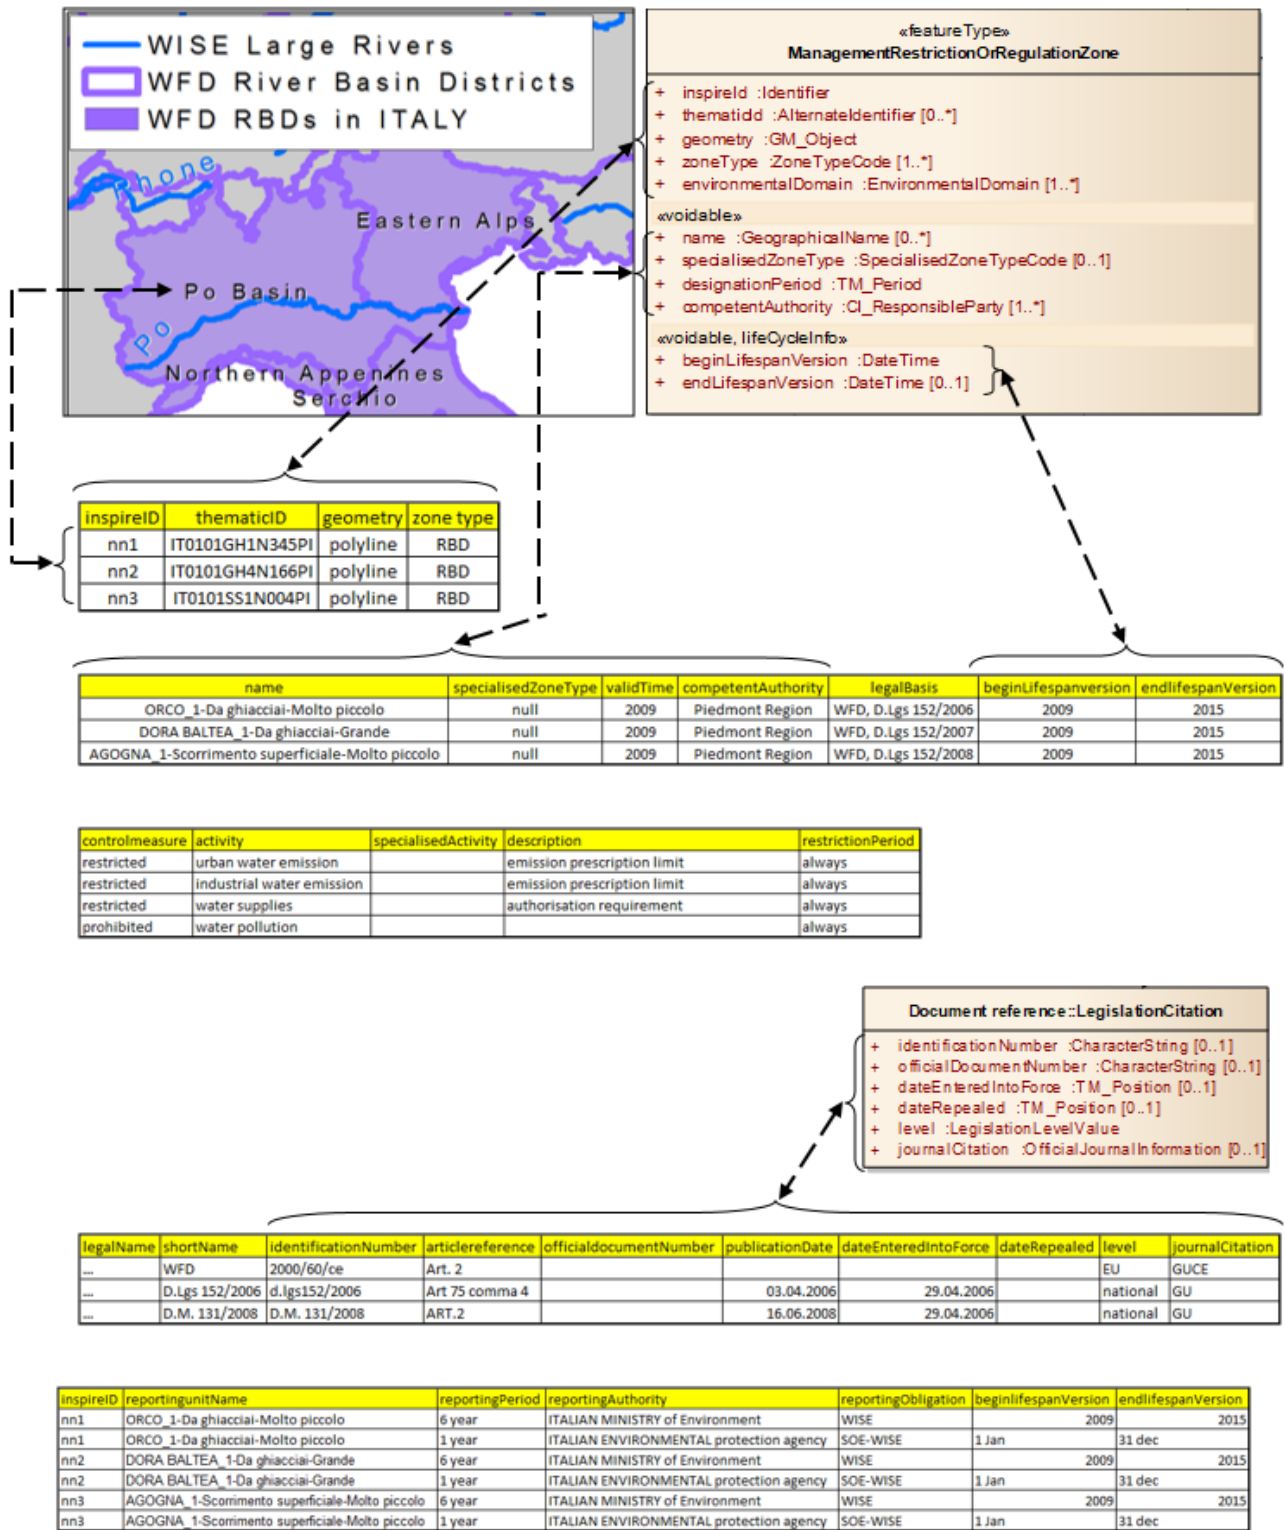 WISE Large Rivers
WFD River Basin Districts
WFD RBDs in ITALY
Rhone
Eastern Alps
Po Basin
Po
Northern Appenines
Serchio
«featureType»
ManagementRestrictionOrRegulationZone
+ inspireId :Identifier
+ thematicId :AlternateIdentifier [0..*]
+ geometry :GM_Object
+ zoneType :ZoneTypeCode [1..*]
+ environmentalDomain :EnvironmentalDomain [1..*]
«voidable»
+ name :GeographicalName [0..*]
+ specialisedZoneType :SpecialisedZoneTypeCode [0..1]
+ designationPeriod :TM_Period
+ competentAuthority :CI_ResponsibleParty [1..*]
«voidable, lifeCycleInfo»
+ beginLifespanVersion :DateTime
+ endLifespanVersion :DateTime [0..1]
inspireID thematicID geometry zone type
nn1 IT0101GH1N345PI polyline RBD
nn2 IT0101GH4N166PI polyline RBD
nn3 IT0101SS1N004PI polyline RBD
name specialisedZoneType validTime competentAuthority legalBasis beginLifespanversion endlifespanVersion
ORCO_1-Da ghiacciai-Molto piccolo null 2009 Piedmont Region WFD, D.Lgs 152/2006 2009 2015
DORA BALTEA_1-Da ghiacciai-Grande null 2009 Piedmont Region WFD, D.Lgs 152/2007 2009 2015
AGOGNA_1-Scorrimento superficiale-Molto piccolo null 2009 Piedmont Region WFD, D.Lgs 152/2008 2009 2015
controlmeasure activity specialisedActivity description restrictionPeriod
restricted urban water emission emission prescription limit always
restricted industrial water emission emission prescription limit always
restricted water supplies authorisation requirement always
prohibited water pollution always
Document reference::LegislationCitation
+ identificationNumber :CharacterString [0..1]
+ officialDocumentNumber :CharacterString [0..1]
+ dateEnteredIntoForce :TM_Position [0..1]
+ dateRepealed :TM_Position [0..1]
+ level :LegislationLevelValue
+ journalCitation :OfficialJournalInformation [0..1]
legalName shortName identificationNumber articlereference officialdocumentNumber publicationDate dateEnteredIntoForce dateRepealed level journalCitation
... WFD 2000/60/ce Art. 2 EU GUCE
... D.Lgs 152/2006 d.lgs152/2006 Art 75 comma 4 03.04.2006 29.04.2006 national GU
... D.M. 131/2008 D.M. 131/2008 ART.2 16.06.2008 29.04.2006 national GU
inspireID reportingunitName reportingPeriod reportingAuthority reportingObligation beginlifespanVersion endlifespanVersion
nn1 ORCO_1-Da ghiacciai-Molto piccolo 6 year ITALIAN MINISTRY of Environment WISE 2009 2015
nn1 ORCO_1-Da ghiacciai-Molto piccolo 1 year ITALIAN ENVIRONMENTAL protection agency SOE-WISE 1 Jan 31 dec
nn2 DORA BALTEA_1-Da ghiacciai-Grande 6 year ITALIAN MINISTRY of Environment WISE 2009 2015
nn2 DORA BALTEA_1-Da ghiacciai-Grande 1 year ITALIAN ENVIRONMENTAL protection agency SOE-WISE 1 Jan 31 dec
nn3 AGOGNA_1-Scorrimento superficiale-Molto piccolo 6 year ITALIAN MINISTRY of Environment WISE 2009 2015
nn3 AGOGNA_1-Scorrimento superficiale-Molto piccolo 1 year ITALIAN ENVIRONMENTAL protection agency SOE-WISE 1 Jan 31 dec